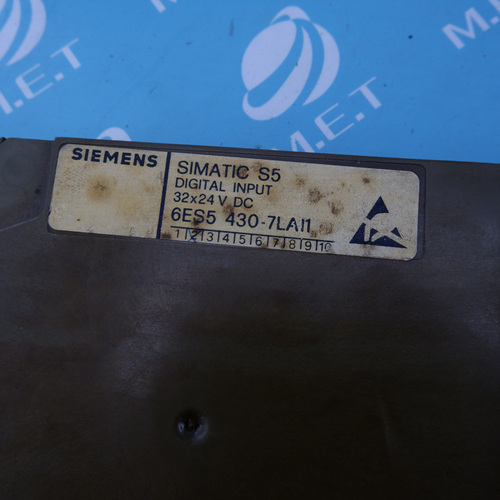 M.E.T
M.E.T
M.E.T
SIEMENS
SIMATIC S5
DIGITAL INPUT
32x24V DC
6ES5 430-7LA11
1|2|3|4|5|6|7|8|9|10